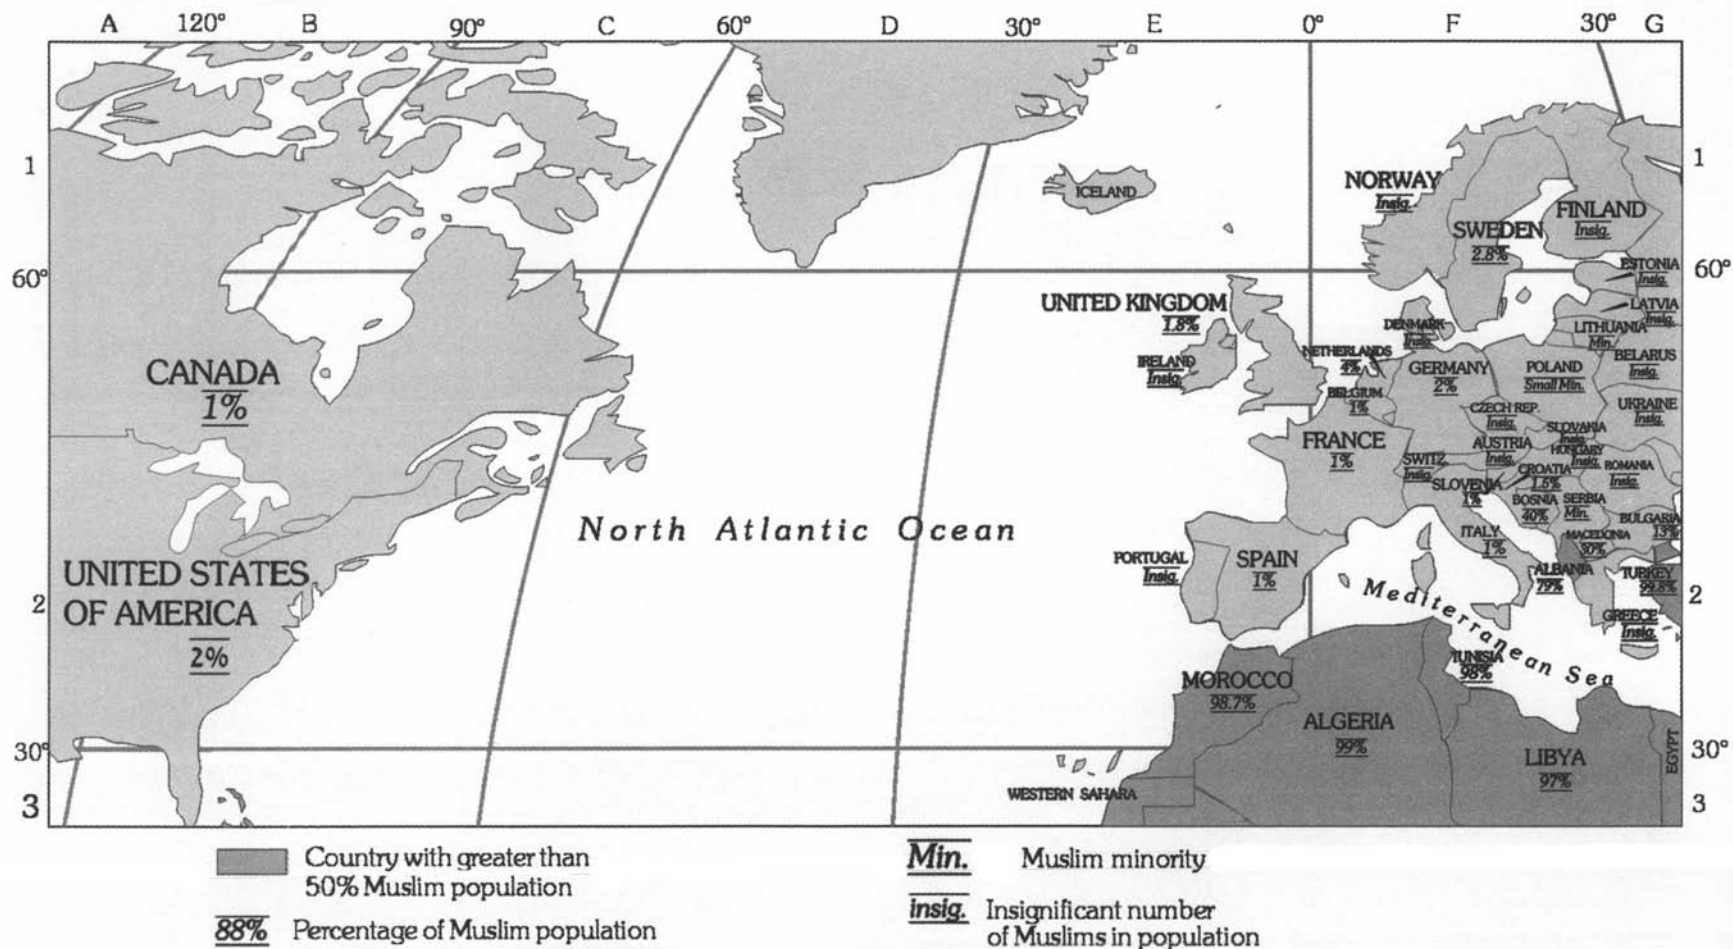 A 120° B 90° C 60° D 30° E 0° F 30° G
1
1
ICELAND
NORWAY
Insig.
FINLAND
Insig.
SWEDEN
2.8%
60°
60°
ESTONIA
Insig.
UNITED KINGDOM
1.8%
LATVIA
Insig.
DENMARK
Insig.
LITHUANIA
Min.
NETHERLANDS
4%
IRELAND
Insig.
GERMANY
2%
POLAND
Small Min.
BELARUS
Insig.
CANADA
1%
BELGIUM
1%
CZECH REP.
Insig.
UKRAINE
Insig.
SLOVAKIA
Insig.
FRANCE
1%
AUSTRIA
Insig.
HUNGARY
Insig.
SWITZ.
Insig.
CROATIA
1.5%
ROMANIA
Insig.
SLOVENIA
1%
BOSNIA
40%
SERBIA
Min.
BULGARIA
13%
North Atlantic Ocean
ITALY
1%
MACEDONIA
30%
PORTUGAL
Insig.
SPAIN
1%
ALBANIA
79%
TURKEY
99.8%
UNITED STATES
OF AMERICA
2%
2
2
Mediterranean Sea
GREECE
Insig.
TUNISIA
98%
MOROCCO
98.7%
ALGERIA
99%
LIBYA
97%
EGYPT
30°
30°
WESTERN SAHARA
3
3
Country with greater than
50% Muslim population
88% Percentage of Muslim population
Min. Muslim minority
insig. Insignificant number
of Muslims in population